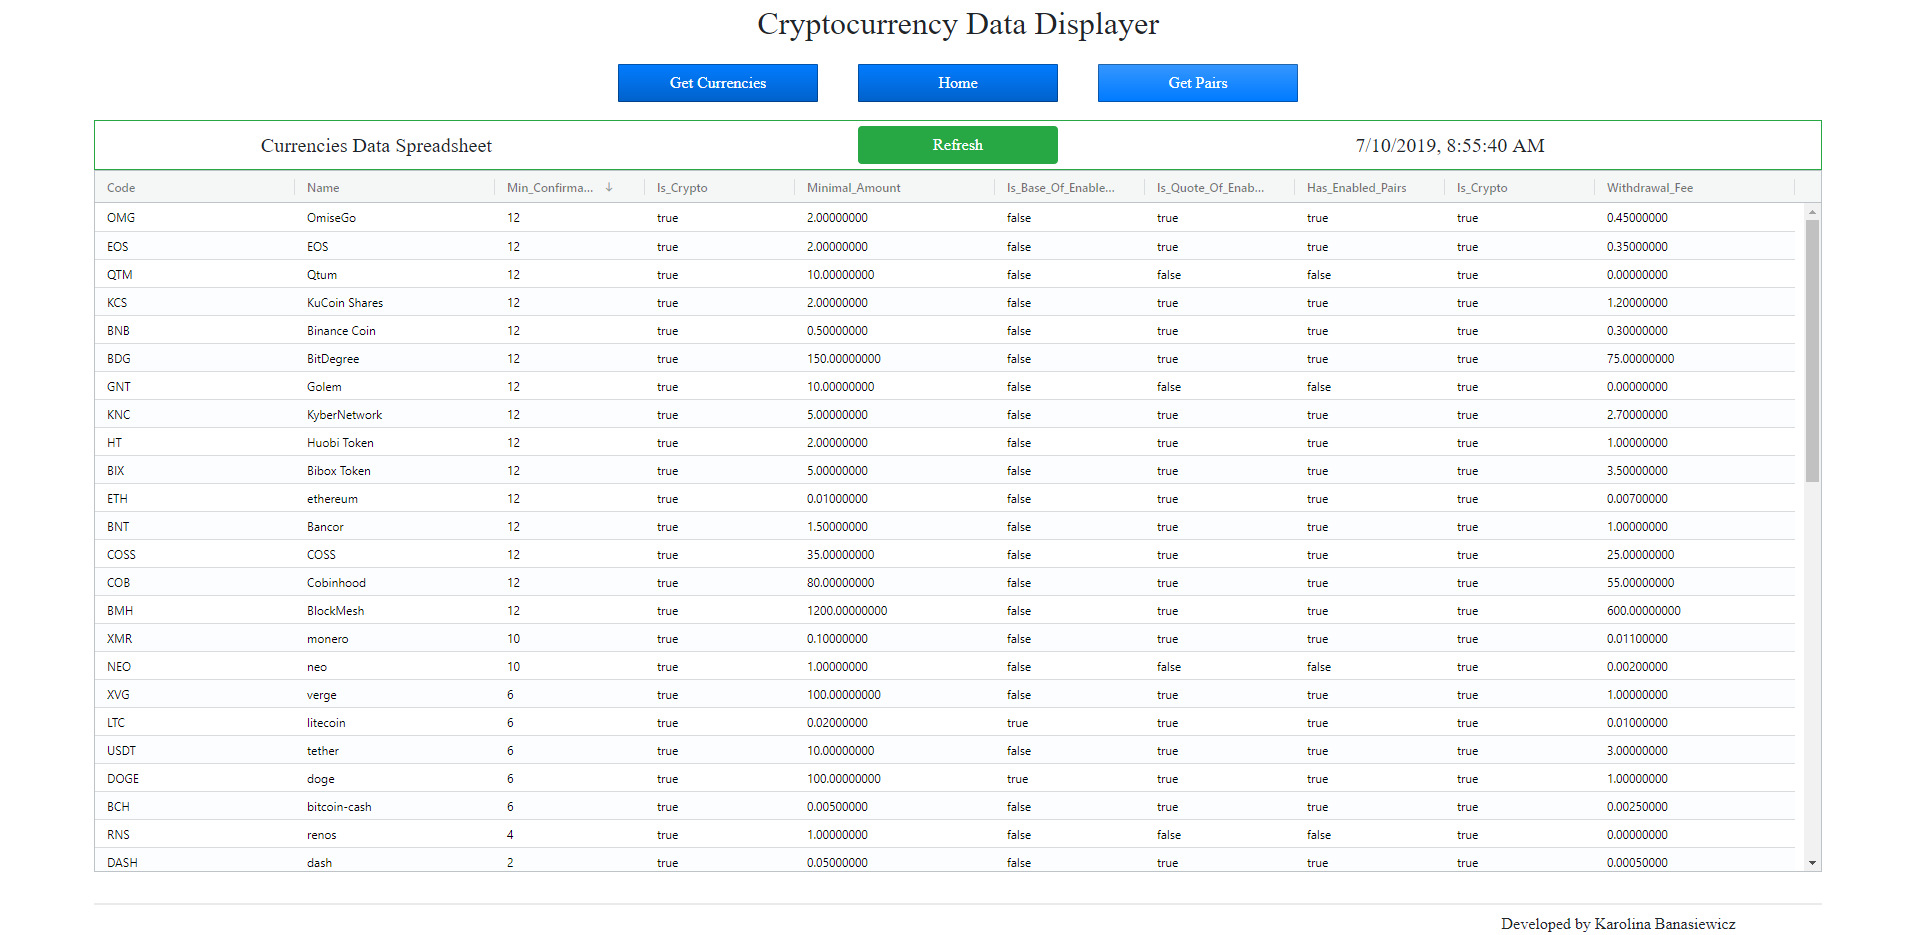 Cryptocurrency Data Displayer
Get Currencies Home Get Pairs
Currencies Data Spreadsheet Refresh 7/10/2019, 8:55:40 AM
Code Name Min_Confirma... Is_Crypto Minimal_Amount Is_Base_Of_Enable... Is_Quote_Of_Enab... Has_Enabled_Pairs Is_Crypto Withdrawal_Fee
OMG OmiseGo 12 true 2.00000000 false true true true 0.45000000
EOS EOS 12 true 2.00000000 false true true true 0.35000000
QTM Qtum 12 true 10.00000000 false false false true 0.00000000
KCS KuCoin Shares 12 true 2.00000000 false true true true 1.20000000
BNB Binance Coin 12 true 0.50000000 false true true true 0.30000000
BDG BitDegree 12 true 150.00000000 false true true true 75.00000000
GNT Golem 12 true 10.00000000 false false false true 0.00000000
KNC KyberNetwork 12 true 5.00000000 false true true true 2.70000000
HT Huobi Token 12 true 2.00000000 false true true true 1.00000000
BIX Bibox Token 12 true 5.00000000 false true true true 3.50000000
ETH ethereum 12 true 0.01000000 false true true true 0.00700000
BNT Bancor 12 true 1.50000000 false true true true 1.00000000
COSS COSS 12 true 35.00000000 false true true true 25.00000000
COB Cobinhood 12 true 80.00000000 false true true true 55.00000000
BMH BlockMesh 12 true 1200.00000000 false true true true 600.00000000
XMR monero 10 true 0.10000000 false true true true 0.01100000
NEO neo 10 true 1.00000000 false false false true 0.00200000
XVG verge 6 true 100.00000000 false true true true 1.00000000
LTC litecoin 6 true 0.02000000 true true true true 0.01000000
USDT tether 6 true 10.00000000 false true true true 3.00000000
DOGE doge 6 true 100.00000000 true true true true 1.00000000
BCH bitcoin-cash 6 true 0.00500000 false true true true 0.00250000
RNS renos 4 true 1.00000000 false false false true 0.00000000
DASH dash 2 true 0.05000000 false true true true 0.00050000
Developed by Karolina Banasiewicz